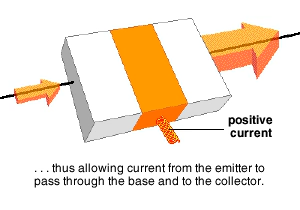 positive
current
. . . thus allowing current from the emitter to
pass through the base and to the collector.